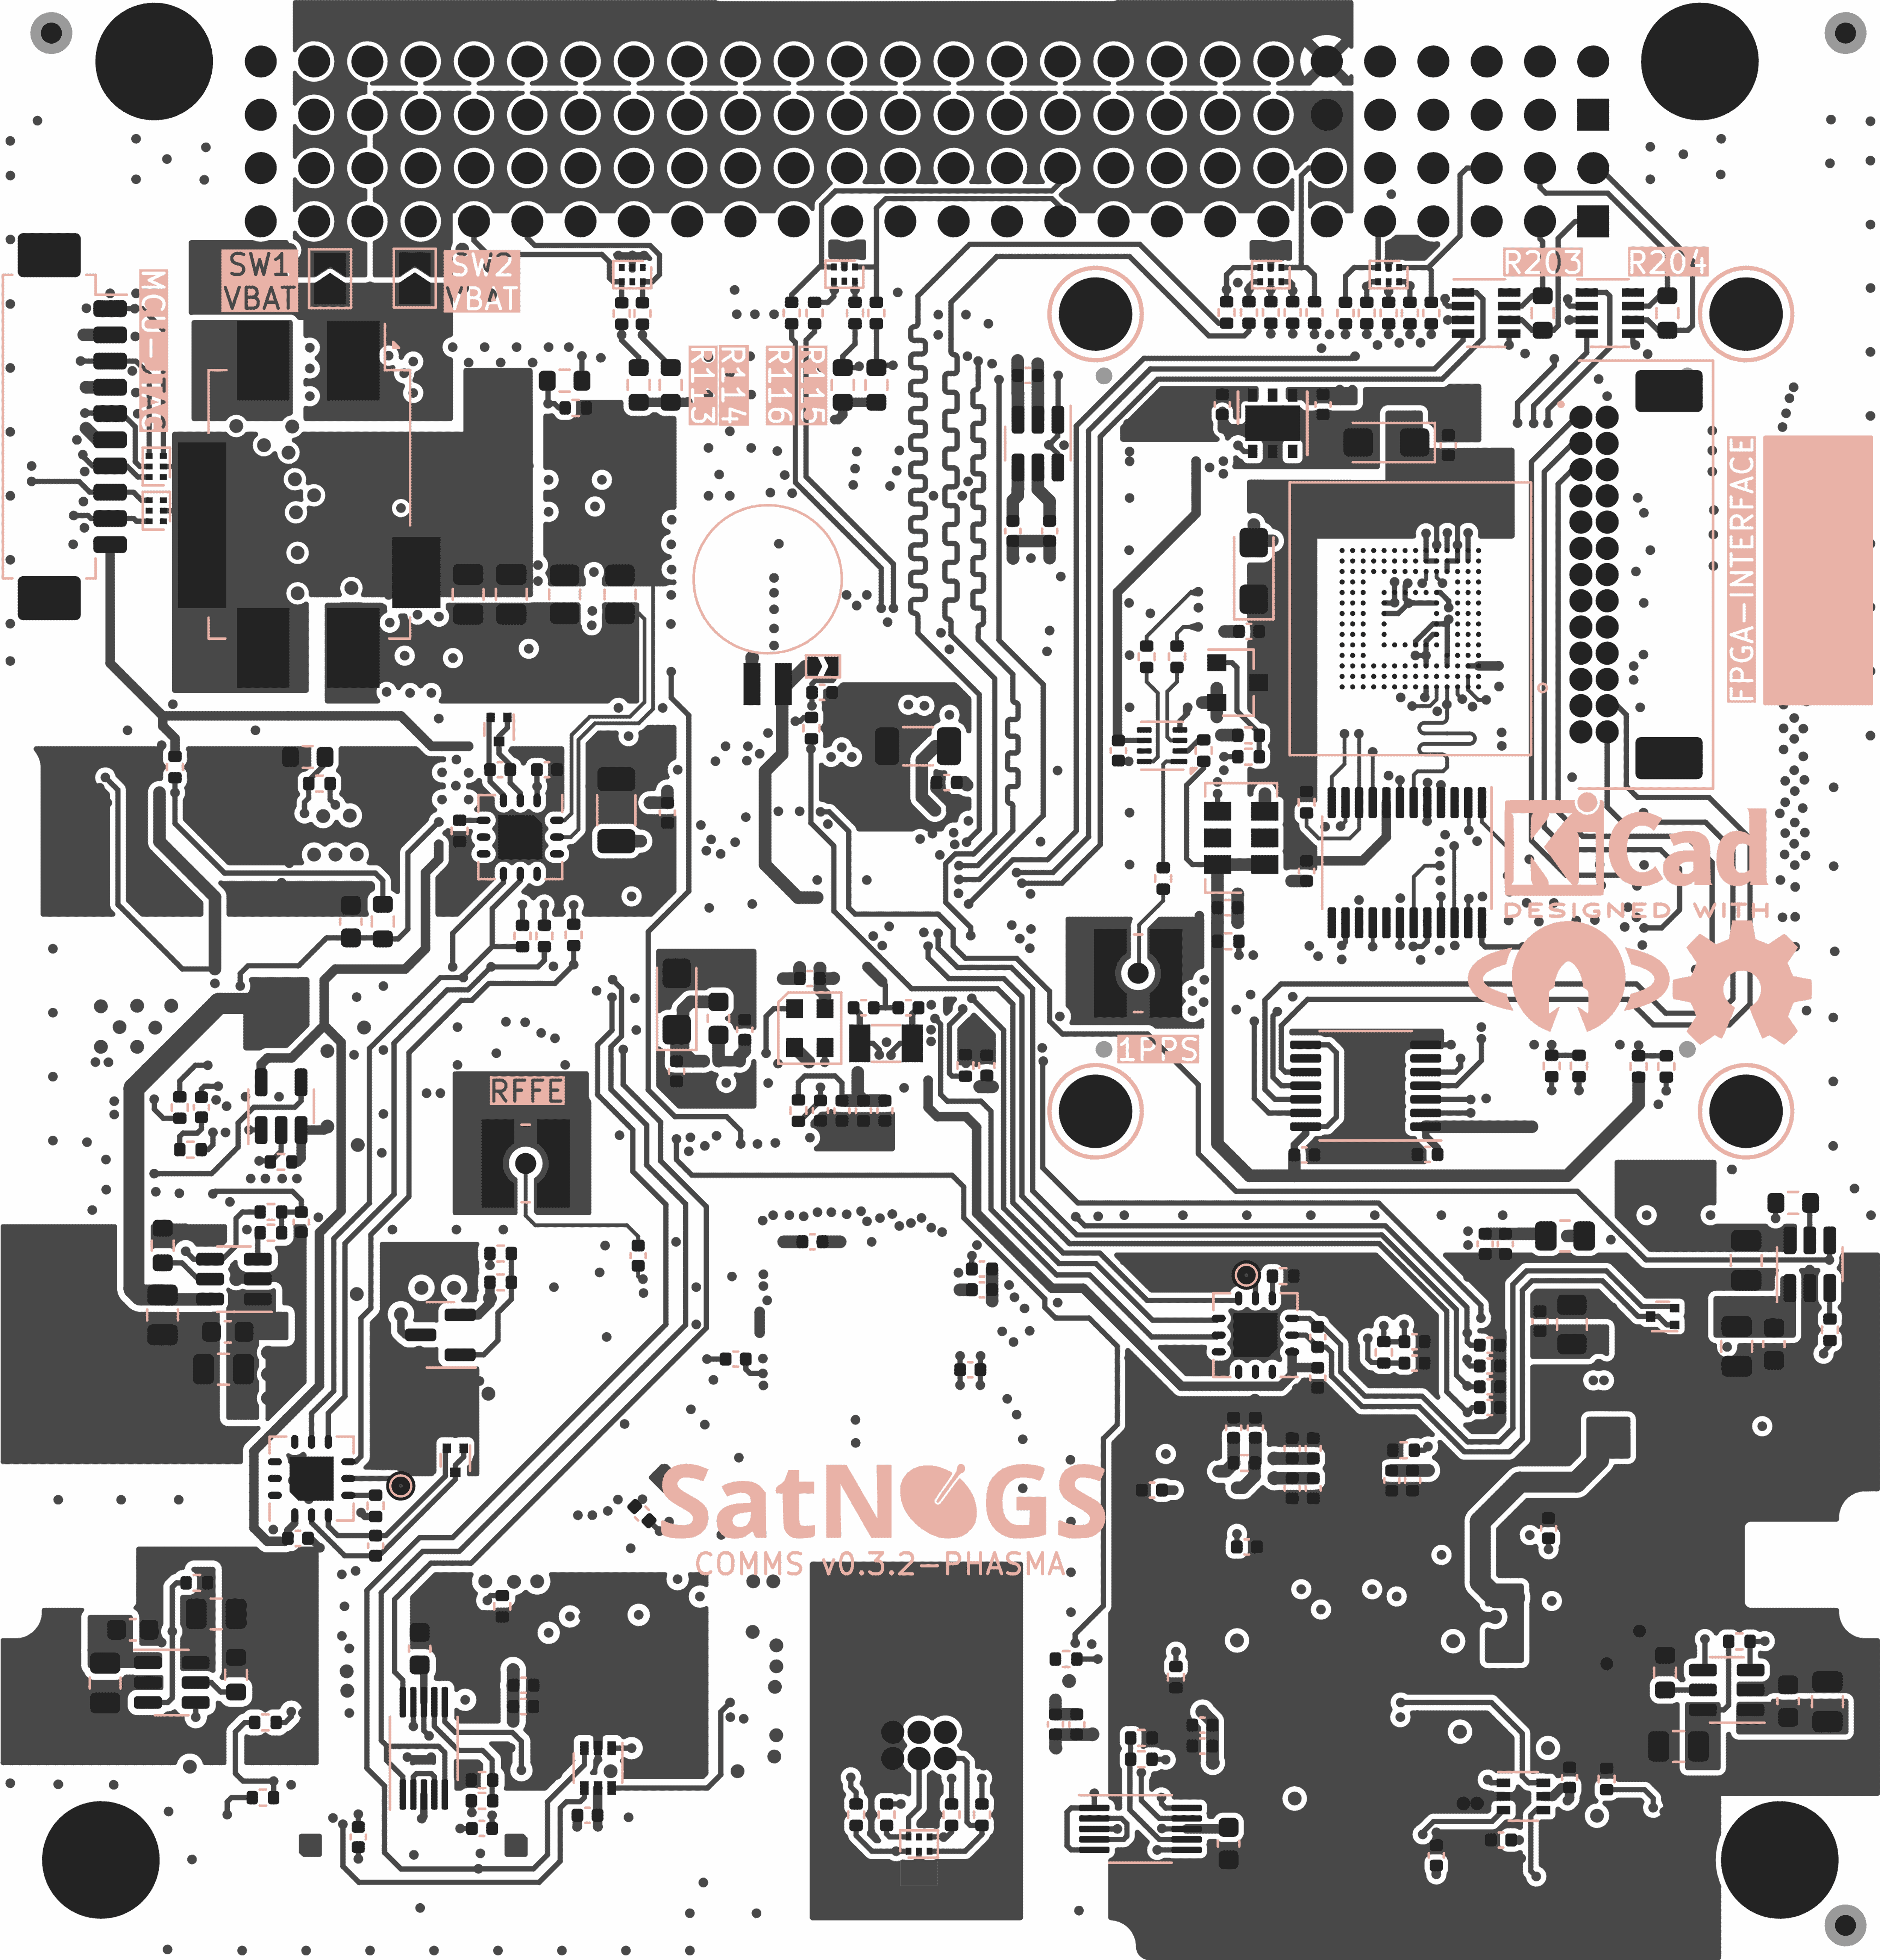 SW1
VBAT
SW2
VBAT
R203
R204
MCU-JTAG
R113
R114
R116
R115
FPGA-INTERFACE
KiCad
DESIGNED WITH
1PPS
RFFE
SatNOGS
COMMS v0.3.2-PHASMA